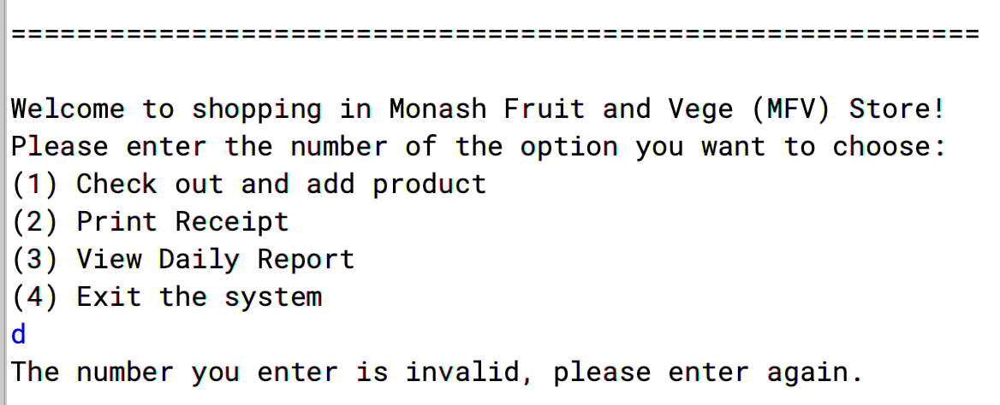 ===========================================================
Welcome to shopping in Monash Fruit and Vege (MFV) Store!
Please enter the number of the option you want to choose:
(1) Check out and add product
(2) Print Receipt
(3) View Daily Report
(4) Exit the system
d
The number you enter is invalid, please enter again.